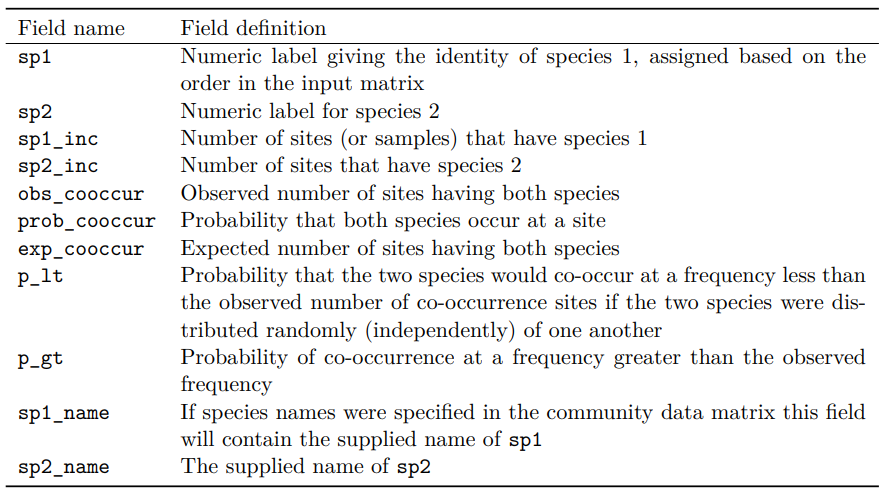 Field name Field definition
sp1 Numeric label giving the identity of species 1, assigned based on the
order in the input matrix
sp2 Numeric label for species 2
sp1_inc Number of sites (or samples) that have species 1
sp2_inc Number of sites that have species 2
obs_cooccur Observed number of sites having both species
prob_cooccur Probability that both species occur at a site
exp_cooccur Expected number of sites having both species
p_lt Probability that the two species would co-occur at a frequency less than
the observed number of co-occurrence sites if the two species were dis-
tributed randomly (independently) of one another
p_gt Probability of co-occurrence at a frequency greater than the observed
frequency
sp1_name If species names were specified in the community data matrix this field
will contain the supplied name of sp1
sp2_name The supplied name of sp2